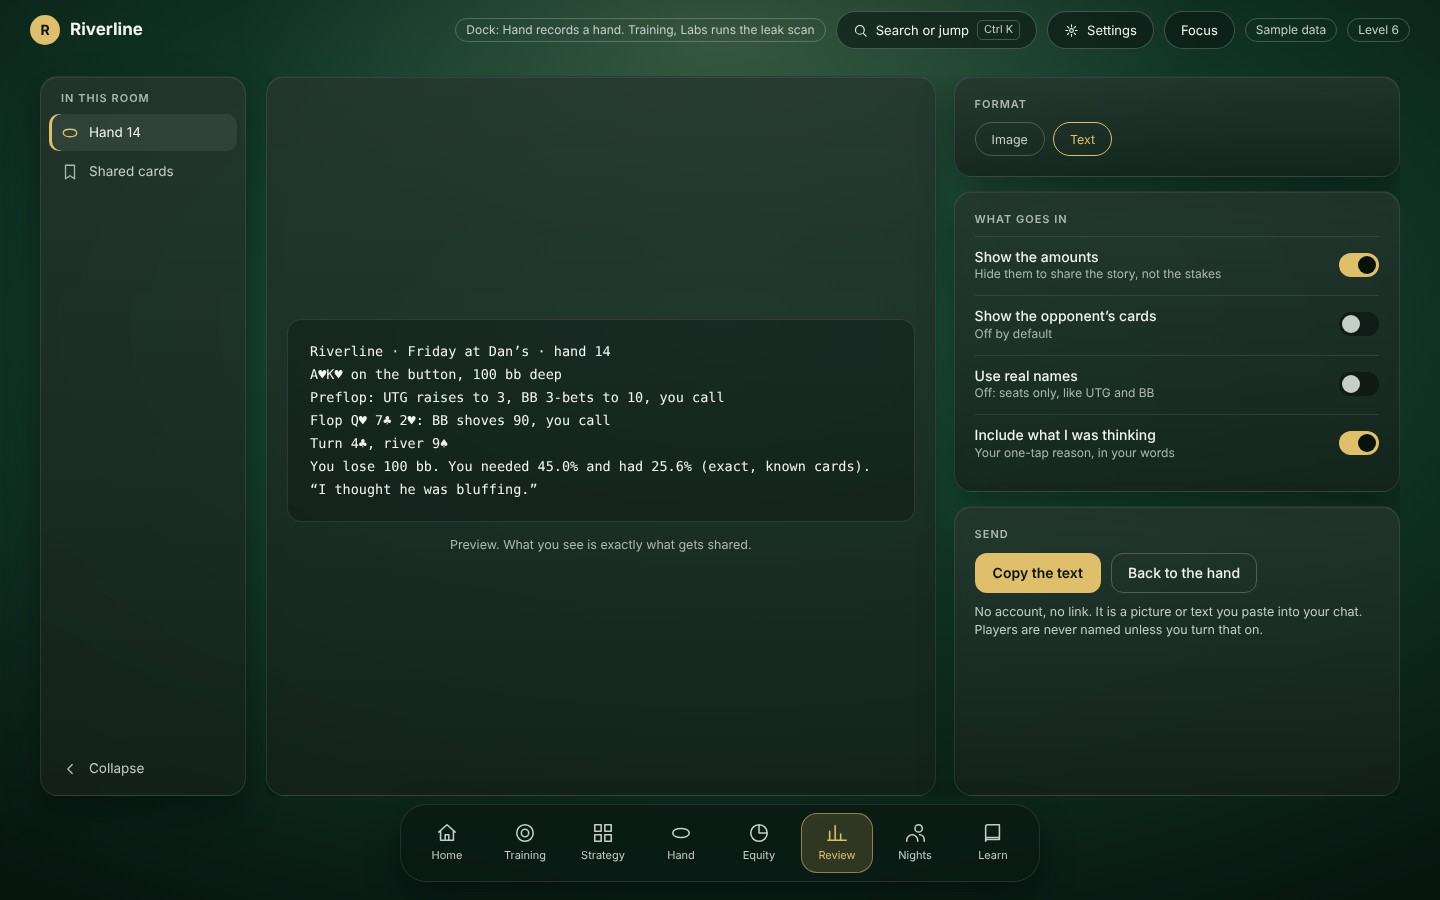 R Riverline
Dock: Hand records a hand. Training, Labs runs the leak scan
Search or jump Ctrl K
Settings
Focus
Sample data
Level 6
IN THIS ROOM
Hand 14
Shared cards
Collapse
Riverline · Friday at Dan’s · hand 14
A♥K♥ on the button, 100 bb deep
Preflop: UTG raises to 3, BB 3-bets to 10, you call
Flop Q♥ 7♣ 2♥: BB shoves 90, you call
Turn 4♣, river 9♠
You lose 100 bb. You needed 45.0% and had 25.6% (exact, known cards).
“I thought he was bluffing.”
Preview. What you see is exactly what gets shared.
FORMAT
Image
Text
WHAT GOES IN
Show the amounts
Hide them to share the story, not the stakes
Show the opponent’s cards
Off by default
Use real names
Off: seats only, like UTG and BB
Include what I was thinking
Your one-tap reason, in your words
SEND
Copy the text
Back to the hand
No account, no link. It is a picture or text you paste into your chat.
Players are never named unless you turn that on.
Home
Training
Strategy
Hand
Equity
Review
Nights
Learn